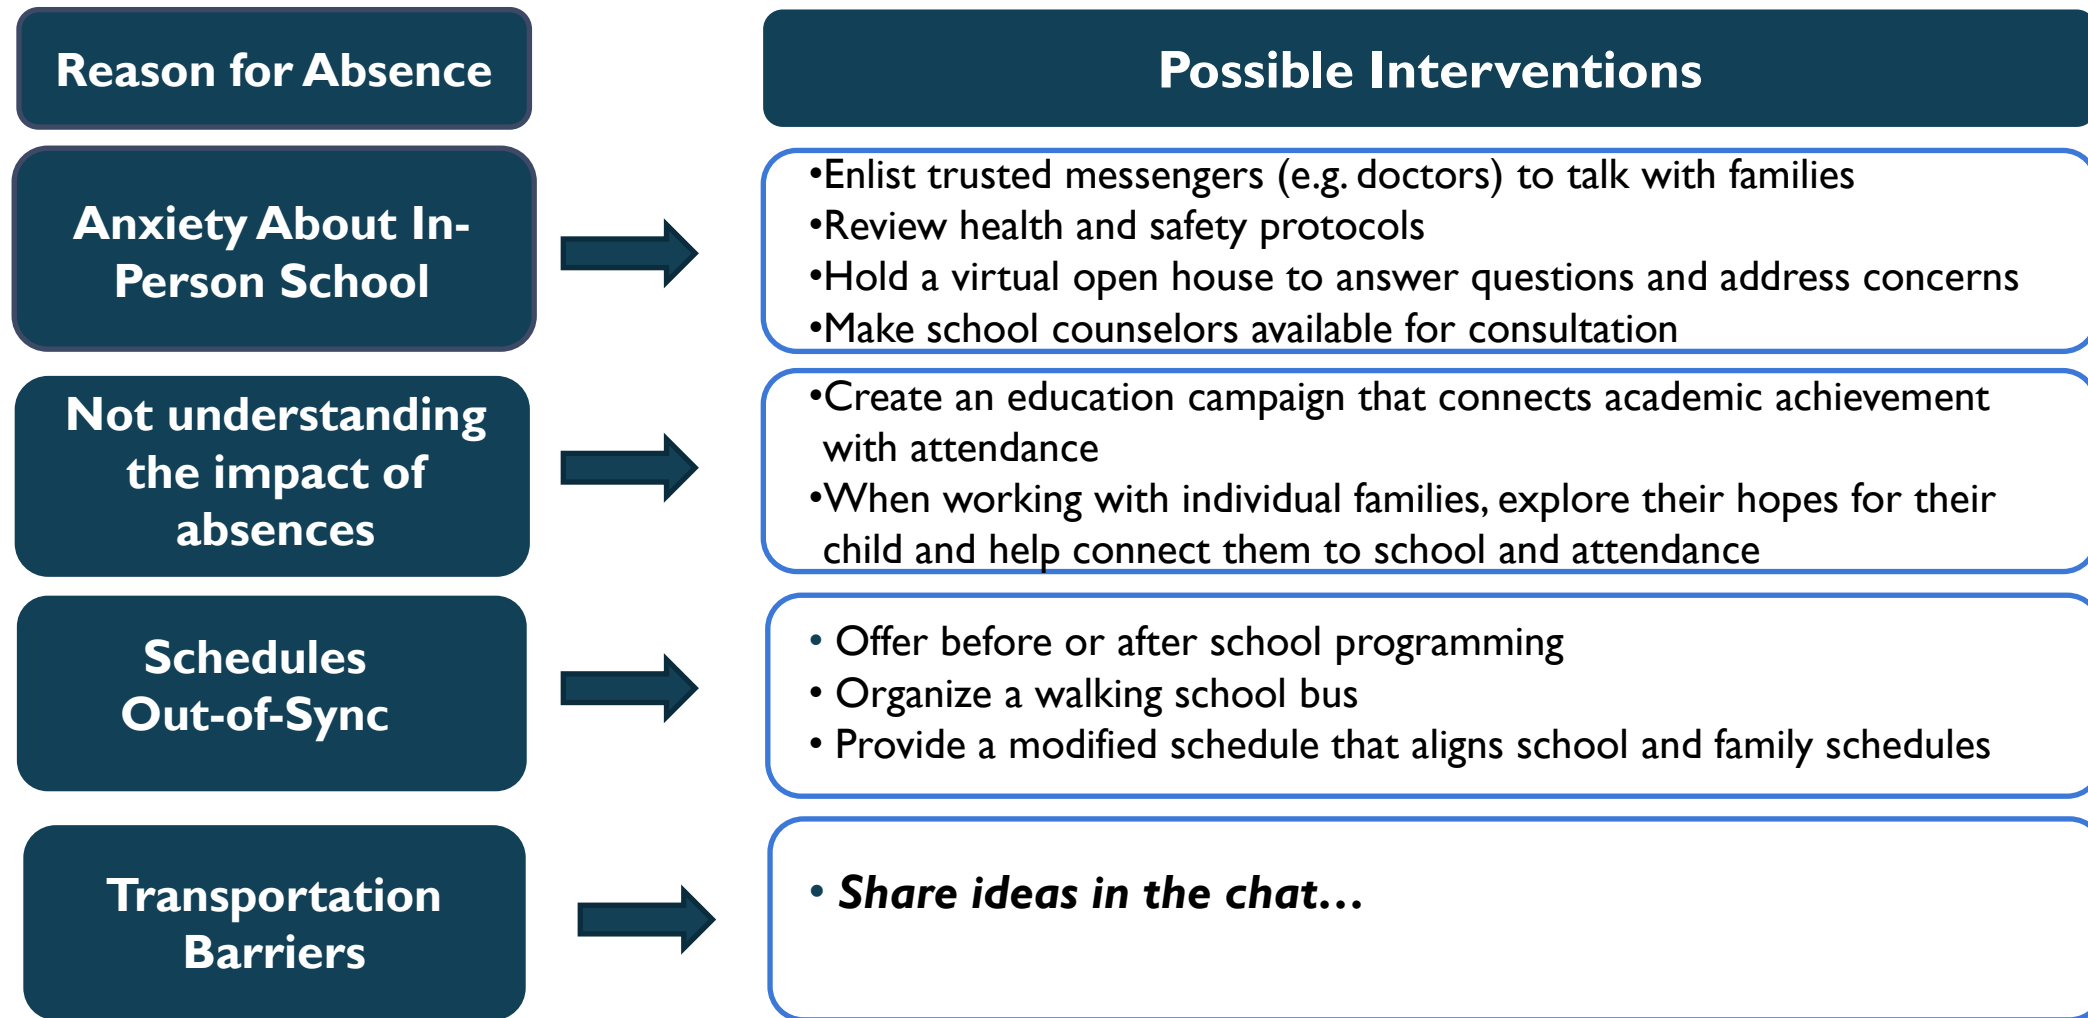 Reason for Absence
Possible Interventions
Anxiety About In-
Person School
•Enlist trusted messengers (e.g. doctors) to talk with families
•Review health and safety protocols
•Hold a virtual open house to answer questions and address concerns
•Make school counselors available for consultation
Not understanding
the impact of
absences
•Create an education campaign that connects academic achievement
with attendance
•When working with individual families, explore their hopes for their
child and help connect them to school and attendance
Schedules
Out-of-Sync
• Offer before or after school programming
• Organize a walking school bus
• Provide a modified schedule that aligns school and family schedules
Transportation
Barriers
• Share ideas in the chat…